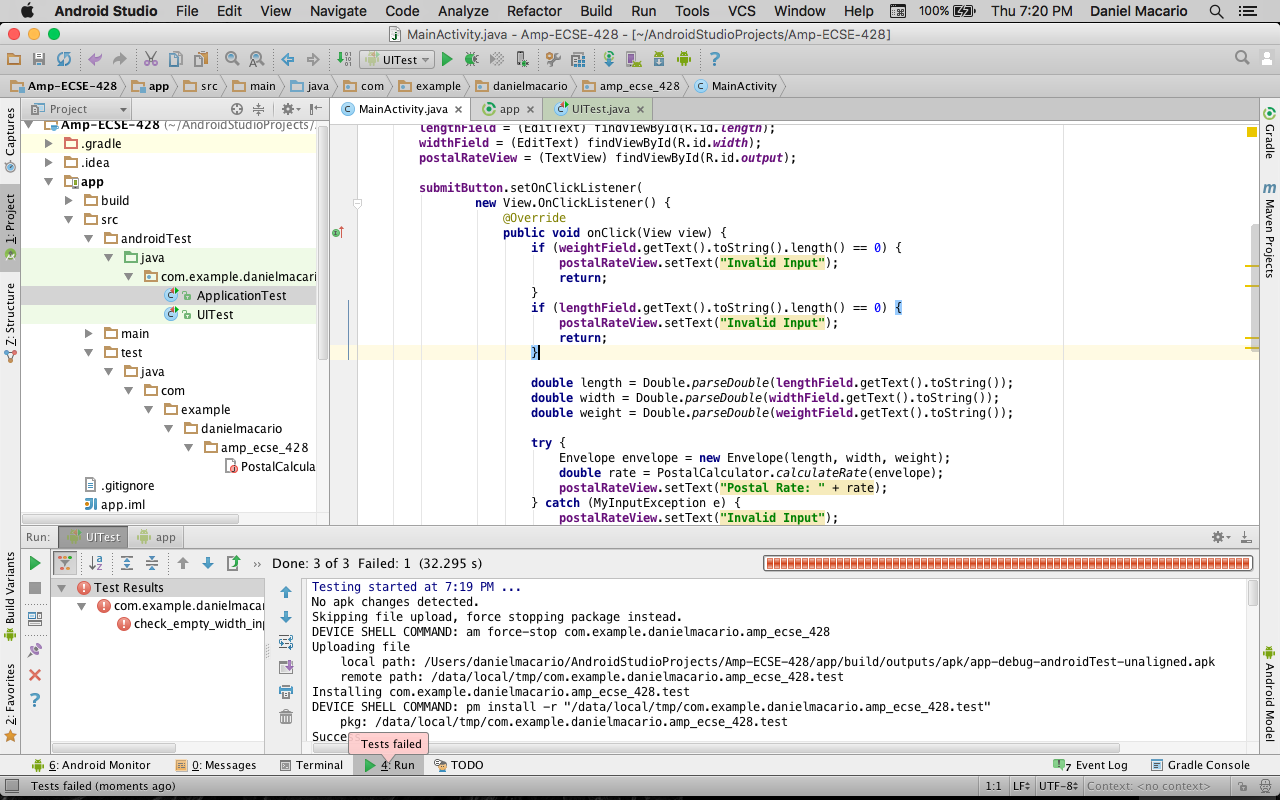 Android Studio File Edit View Navigate Code Analyze Refactor Build Run Tools VCS Window Help 100% Thu 7:20 PM Daniel Macario
MainActivity.java - Amp-ECSE-428 - [~/AndroidStudioProjects/Amp-ECSE-428]
UITest
Amp-ECSE-428 app src main java com example danielmacario amp_ecse_428 MainActivity
Captures
1: Project
Z: Structure
Build Variants
2: Favorites
Project
Amp-ECSE-428 (~/AndroidStudioProjects/
.gradle
.idea
app
build
src
androidTest
java
com.example.danielmacari
ApplicationTest
UITest
main
test
java
com
example
danielmacario
amp_ecse_428
PostalCalcula
.gitignore
app.iml
MainActivity.java app UITest.java
lengthField = (EditText) findViewById(R.id.length);
widthField = (EditText) findViewById(R.id.width);
postalRateView = (TextView) findViewById(R.id.output);
submitButton.setOnClickListener(
new View.OnClickListener() {
@Override
public void onClick(View view) {
if (weightField.getText().toString().length() == 0) {
postalRateView.setText("Invalid Input");
return;
}
if (lengthField.getText().toString().length() == 0) {
postalRateView.setText("Invalid Input");
return;
}
double length = Double.parseDouble(lengthField.getText().toString());
double width = Double.parseDouble(widthField.getText().toString());
double weight = Double.parseDouble(weightField.getText().toString());
try {
Envelope envelope = new Envelope(length, width, weight);
double rate = PostalCalculator.calculateRate(envelope);
postalRateView.setText("Postal Rate: " + rate);
} catch (MyInputException e) {
postalRateView.setText("Invalid Input");
Gradle
m Maven Projects
Android Model
Run: UITest app
Done: 3 of 3 Failed: 1 (32.295 s)
Test Results
com.example.danielmacar
check_empty_width_inp
Testing started at 7:19 PM ...
No apk changes detected.
Skipping file upload, force stopping package instead.
DEVICE SHELL COMMAND: am force-stop com.example.danielmacario.amp_ecse_428
Uploading file
local path: /Users/danielmacario/AndroidStudioProjects/Amp-ECSE-428/app/build/outputs/apk/app-debug-androidTest-unaligned.apk
remote path: /data/local/tmp/com.example.danielmacario.amp_ecse_428.test
Installing com.example.danielmacario.amp_ecse_428.test
DEVICE SHELL COMMAND: pm install -r "/data/local/tmp/com.example.danielmacario.amp_ecse_428.test"
pkg: /data/local/tmp/com.example.danielmacario.amp_ecse_428.test
Succes
Tests failed
6: Android Monitor 0: Messages Terminal 4: Run TODO 7 Event Log Gradle Console
Tests failed (moments ago) 1:1 LF UTF-8 Context: <no context>